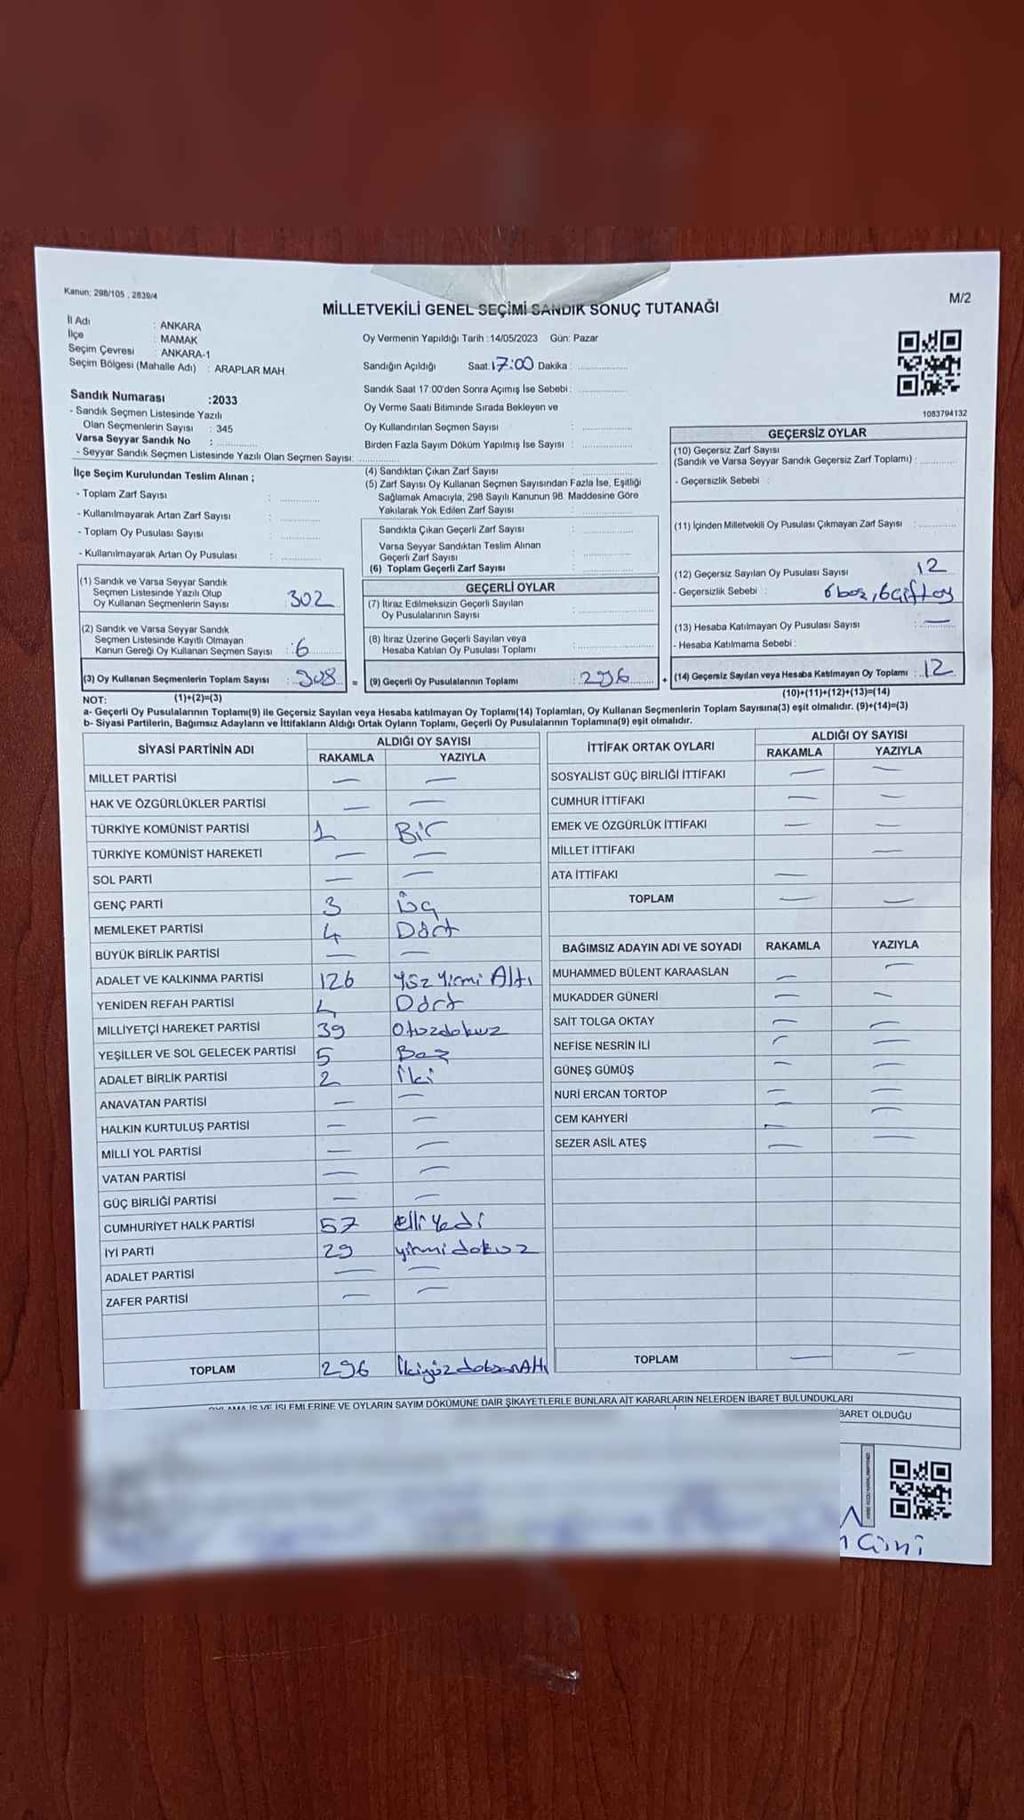 Kanun: 298/105 , 2839/4
M/2
MİLLETVEKİLİ GENEL SEÇİMİ SANDIK SONUÇ TUTANAĞI
İl Adı : ANKARA
İlçe : MAMAK
Seçim Çevresi : ANKARA-1
Seçim Bölgesi (Mahalle Adı) : ARAPLAR MAH
Sandık Numarası :2033
- Sandık Seçmen Listesinde Yazılı
Olan Seçmenlerin Sayısı : 345
Varsa Seyyar Sandık No :
- Seyyar Sandık Seçmen Listesinde Yazılı Olan Seçmen Sayısı:
Oy Vermenin Yapıldığı Tarih :14/05/2023 Gün: Pazar
Sandığın Açıldığı Saat:17:00 Dakika :
Sandık Saat 17:00'den Sonra Açımış İse Sebebi :
Oy Verme Saati Bitiminde Sırada Bekleyen ve
Oy Kullandırılan Seçmen Sayısı :
Birden Fazla Sayım Döküm Yapılmış İse Sayısı :
1083794132
İlçe Seçim Kurulundan Teslim Alınan ;
- Toplam Zarf Sayısı :
- Kullanılmayarak Artan Zarf Sayısı :
- Toplam Oy Pusulası Sayısı :
- Kullanılmayarak Artan Oy Pusulası :
(4) Sandıktan Çıkan Zarf Sayısı :
(5) Zarf Sayısı Oy Kullanan Seçmen Sayısından Fazla İse, Eşitliği
Sağlamak Amacıyla, 298 Sayılı Kanunun 98. Maddesine Göre
Yakılarak Yok Edilen Zarf Sayısı :
Sandıkta Çıkan Geçerli Zarf Sayısı :
Varsa Seyyar Sandıktan Teslim Alınan
Geçerli Zarf Sayısı :
(6) Toplam Geçerli Zarf Sayısı :
GEÇERSİZ OYLAR
(10) Geçersiz Zarf Sayısı
(Sandık ve Varsa Seyyar Sandık Geçersiz Zarf Toplamı) :
- Geçersizlik Sebebi :
(11) İçinden Milletvekili Oy Pusulası Çıkmayan Zarf Sayısı :
(12) Geçersiz Sayılan Oy Pusulası Sayısı : 12
- Geçersizlik Sebebi : 6 boş, 6 Çift oy
(13) Hesaba Katılmayan Oy Pusulası Sayısı : —
- Hesaba Katılmama Sebebi :
(14) Geçersiz Sayılan veya Hesaba Katılmayan Oy Toplamı : 12
(10)+(11)+(12)+(13)=(14)
(1) Sandık ve Varsa Seyyar Sandık
Seçmen Listesinde Yazılı Olup
Oy Kullanan Seçmenlerin Sayısı : 302
(2) Sandık ve Varsa Seyyar Sandık
Seçmen Listesinde Kayıtlı Olmayan
Kanun Gereği Oy Kullanan Seçmen Sayısı : 6
(3) Oy Kullanan Seçmenlerin Toplam Sayısı : 308 =
(1)+(2)=(3)
GEÇERLİ OYLAR
(7) İtiraz Edilmeksizin Geçerli Sayılan
Oy Pusulalarının Sayısı :
(8) İtiraz Üzerine Geçerli Sayılan veya
Hesaba Katılan Oy Pusulası Toplamı :
(9) Geçerli Oy Pusulalarının Toplamı : 296 +
NOT:
a- Geçerli Oy Pusulalarının Toplamı(9) ile Geçersiz Sayılan veya Hesaba katılmayan Oy Toplamı(14) Toplamları, Oy Kullanan Seçmenlerin Toplam Sayısına(3) eşit olmalıdır. (9)+(14)=(3)
b- Siyasi Partilerin, Bağımsız Adayların ve İttifakların Aldığı Ortak Oyların Toplamı, Geçerli Oy Pusulalarının Toplamına(9) eşit olmalıdır.
SİYASİ PARTİNİN ADI ALDIĞI OY SAYISI
RAKAMLA YAZIYLA
MİLLET PARTİSİ — —
HAK VE ÖZGÜRLÜKLER PARTİSİ — —
TÜRKİYE KOMÜNİST PARTİSİ 1 Bir
TÜRKİYE KOMÜNİST HAREKETİ — —
SOL PARTİ — —
GENÇ PARTİ 3 Üç
MEMLEKET PARTİSİ 4 Dört
BÜYÜK BİRLİK PARTİSİ — —
ADALET VE KALKINMA PARTİSİ 126 Yüz Yirmi Altı
YENİDEN REFAH PARTİSİ 4 Dört
MİLLİYETÇİ HAREKET PARTİSİ 39 Otuzdokuz
YEŞİLLER VE SOL GELECEK PARTİSİ 5 Beş
ADALET BİRLİK PARTİSİ 2 İki
ANAVATAN PARTİSİ — —
HALKIN KURTULUŞ PARTİSİ — —
MİLLİ YOL PARTİSİ — —
VATAN PARTİSİ — —
GÜÇ BİRLİĞİ PARTİSİ — —
CUMHURİYET HALK PARTİSİ 57 elli Yedi
İYİ PARTİ 29 yirmidokuz
ADALET PARTİSİ — —
ZAFER PARTİSİ — —
TOPLAM 296 İkiyüzdoksanAltı
İTTİFAK ORTAK OYLARI ALDIĞI OY SAYISI
RAKAMLA YAZIYLA
SOSYALİST GÜÇ BİRLİĞİ İTTİFAKI — —
CUMHUR İTTİFAKI — —
EMEK VE ÖZGÜRLÜK İTTİFAKI — —
MİLLET İTTİFAKI —
ATA İTTİFAKI —
TOPLAM — —
BAĞIMSIZ ADAYIN ADI VE SOYADI RAKAMLA YAZIYLA
MUHAMMED BÜLENT KARAASLAN — —
MUKADDER GÜNERİ — —
SAİT TOLGA OKTAY — —
NEFİSE NESRİN İLİ — —
GÜNEŞ GÜMÜŞ — —
NURİ ERCAN TORTOP — —
CEM KAHYERİ — —
SEZER ASİL ATEŞ — —
TOPLAM — —
İŞLEMLERİNE VE OYLARIN SAYIM DÖKÜMÜNE DAİR ŞİKAYETLERLE BUNLARA AİT KARARLARIN NELERDEN İBARET BULUNDUKLARI
BARET OLDUĞU